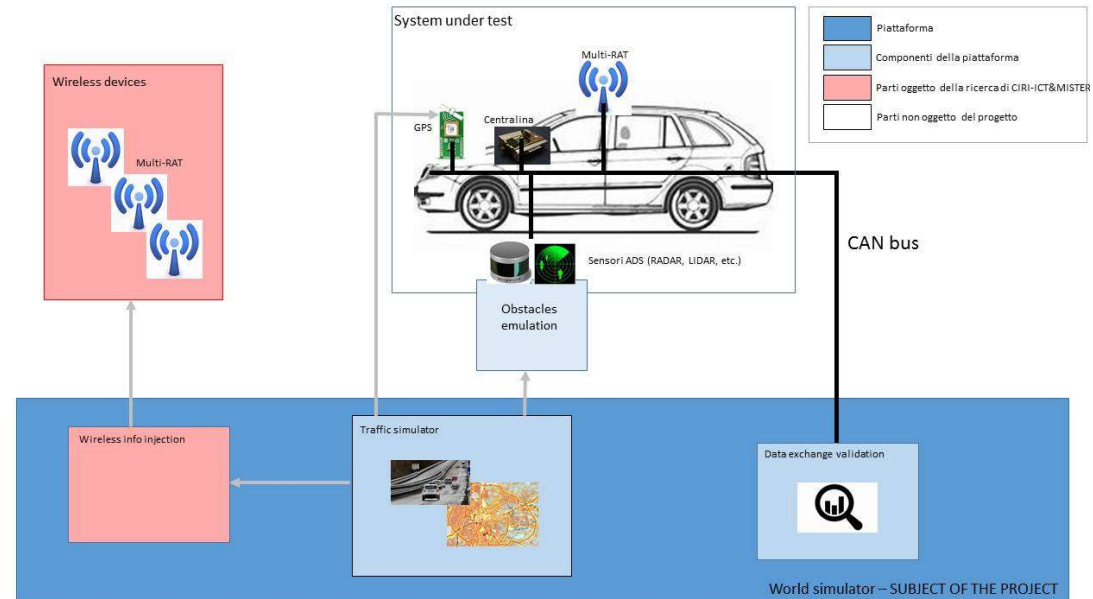 System under test
Piattaforma
Componenti della piattaforma
Parti oggetto della ricerca di CIRI-ICT&MISTER
Parti non oggetto del progetto
Wireless devices
Multi-RAT
Multi-RAT
GPS
Centralina
CAN bus
Sensori ADS (RADAR, LIDAR, etc.)
Obstacles
emulation
Wireless info injection
Traffic simulator
Data exchange validation
World simulator – SUBJECT OF THE PROJECT